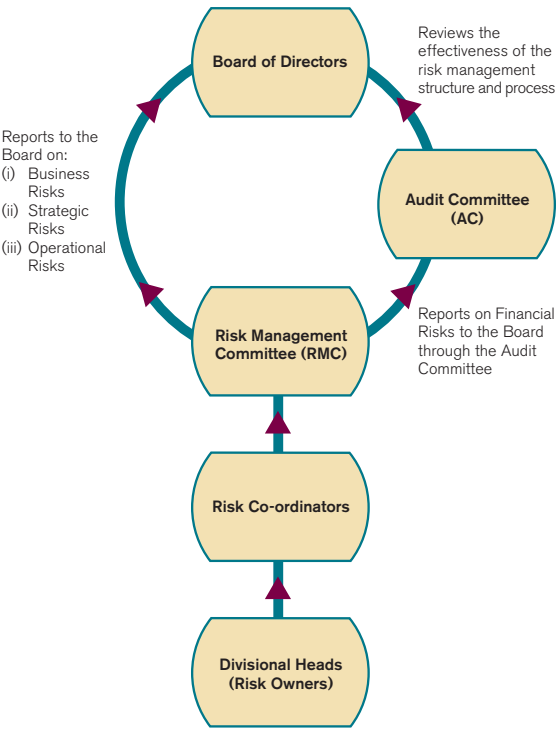 Board of Directors
Reviews the
effectiveness of the
risk management
structure and process
Reports to the
Board on:
(i) Business
Risks
(ii) Strategic
Risks
(iii) Operational
Risks
Audit Committee
(AC)
Risk Management
Committee (RMC)
Reports on Financial
Risks to the Board
through the Audit
Committee
Risk Co-ordinators
Divisional Heads
(Risk Owners)